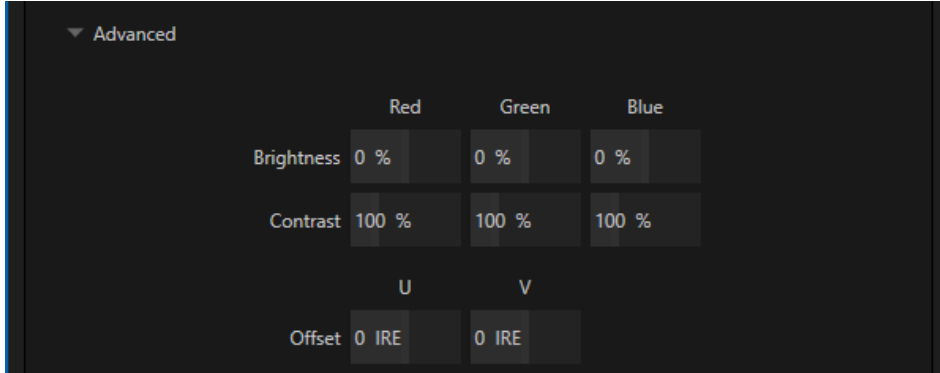 Advanced
Red Green Blue
Brightness 0 % 0 % 0 %
Contrast 100 % 100 % 100 %
U V
Offset 0 IRE 0 IRE